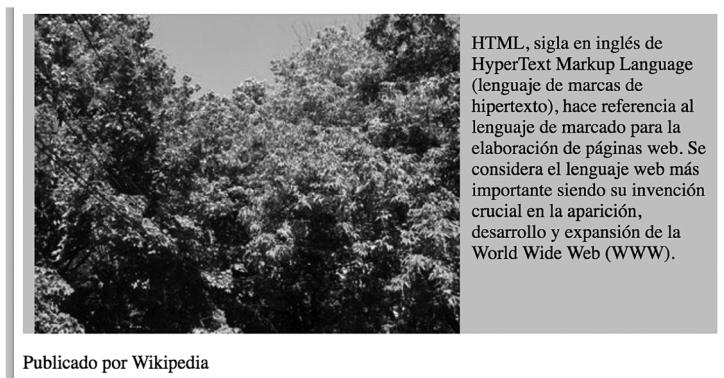 HTML, sigla en inglés de
HyperText Markup Language
(lenguaje de marcas de
hipertexto), hace referencia al
lenguaje de marcado para la
elaboración de páginas web. Se
considera el lenguaje web más
importante siendo su invención
crucial en la aparición,
desarrollo y expansión de la
World Wide Web (WWW).
Publicado por Wikipedia